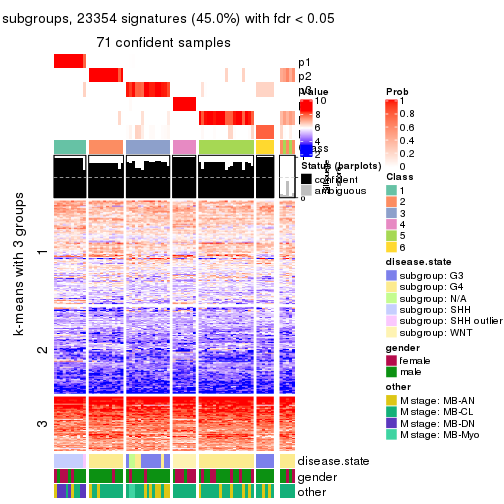 subgroups, 23354 signatures (45.0%) with fdr < 0.05
71 confident samples
p1
p2
value
10
8
6
4
2
Prob
1
0.8
0.6
0.4
0.2
0
Status (barplots)
confident
ambiguous
0
Class
1
2
3
4
5
6
k-means with 3 groups
1
2
3
disease.state
subgroup: G3
subgroup: G4
subgroup: N/A
subgroup: SHH
subgroup: SHH outlier
subgroup: WNT
gender
female
male
other
M stage: MB-AN
M stage: MB-CL
M stage: MB-DN
M stage: MB-Myo
disease.state
gender
other